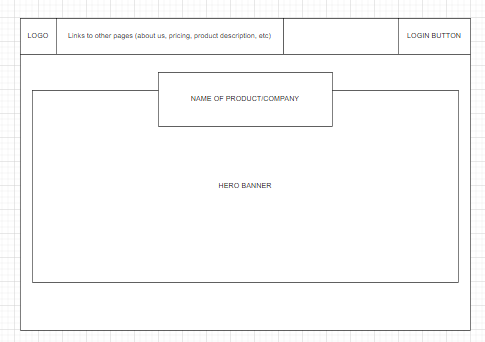 LOGO
Links to other pages (about us, pricing, product description, etc)
LOGIN BUTTON
NAME OF PRODUCT/COMPANY
HERO BANNER